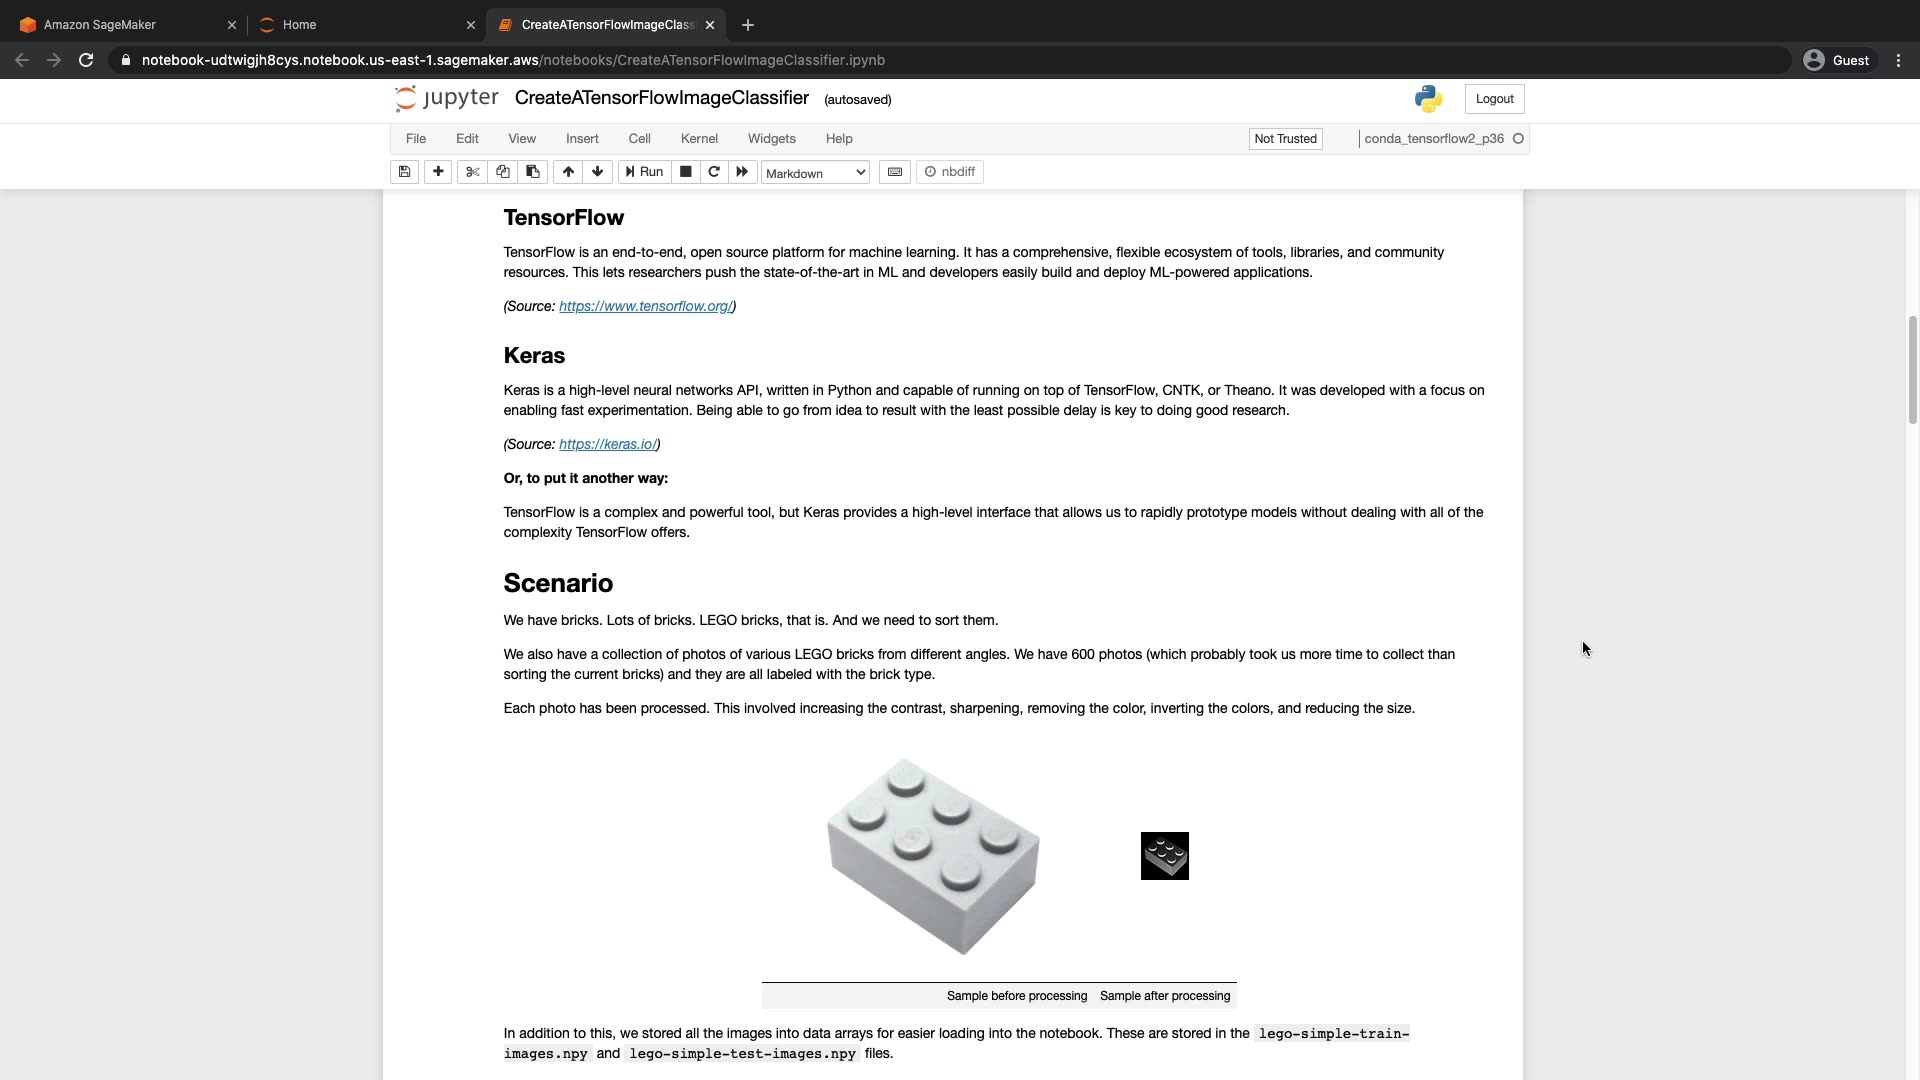 Amazon SageMaker
Home
CreateATensorFlowImageClass
notebook-udtwigjh8cys.notebook.us-east-1.sagemaker.aws/notebooks/CreateATensorFlowImageClassifier.ipynb
Guest
jupyter CreateATensorFlowImageClassifier (autosaved)
Logout
File Edit View Insert Cell Kernel Widgets Help
Not Trusted
conda_tensorflow2_p36
Run
Markdown
nbdiff
TensorFlow
TensorFlow is an end-to-end, open source platform for machine learning. It has a comprehensive, flexible ecosystem of tools, libraries, and community
resources. This lets researchers push the state-of-the-art in ML and developers easily build and deploy ML-powered applications.
(Source: https://www.tensorflow.org/)
Keras
Keras is a high-level neural networks API, written in Python and capable of running on top of TensorFlow, CNTK, or Theano. It was developed with a focus on
enabling fast experimentation. Being able to go from idea to result with the least possible delay is key to doing good research.
(Source: https://keras.io/)
Or, to put it another way:
TensorFlow is a complex and powerful tool, but Keras provides a high-level interface that allows us to rapidly prototype models without dealing with all of the
complexity TensorFlow offers.
Scenario
We have bricks. Lots of bricks. LEGO bricks, that is. And we need to sort them.
We also have a collection of photos of various LEGO bricks from different angles. We have 600 photos (which probably took us more time to collect than
sorting the current bricks) and they are all labeled with the brick type.
Each photo has been processed. This involved increasing the contrast, sharpening, removing the color, inverting the colors, and reducing the size.
Sample before processing Sample after processing
In addition to this, we stored all the images into data arrays for easier loading into the notebook. These are stored in the lego-simple-train-
images.npy and lego-simple-test-images.npy files.